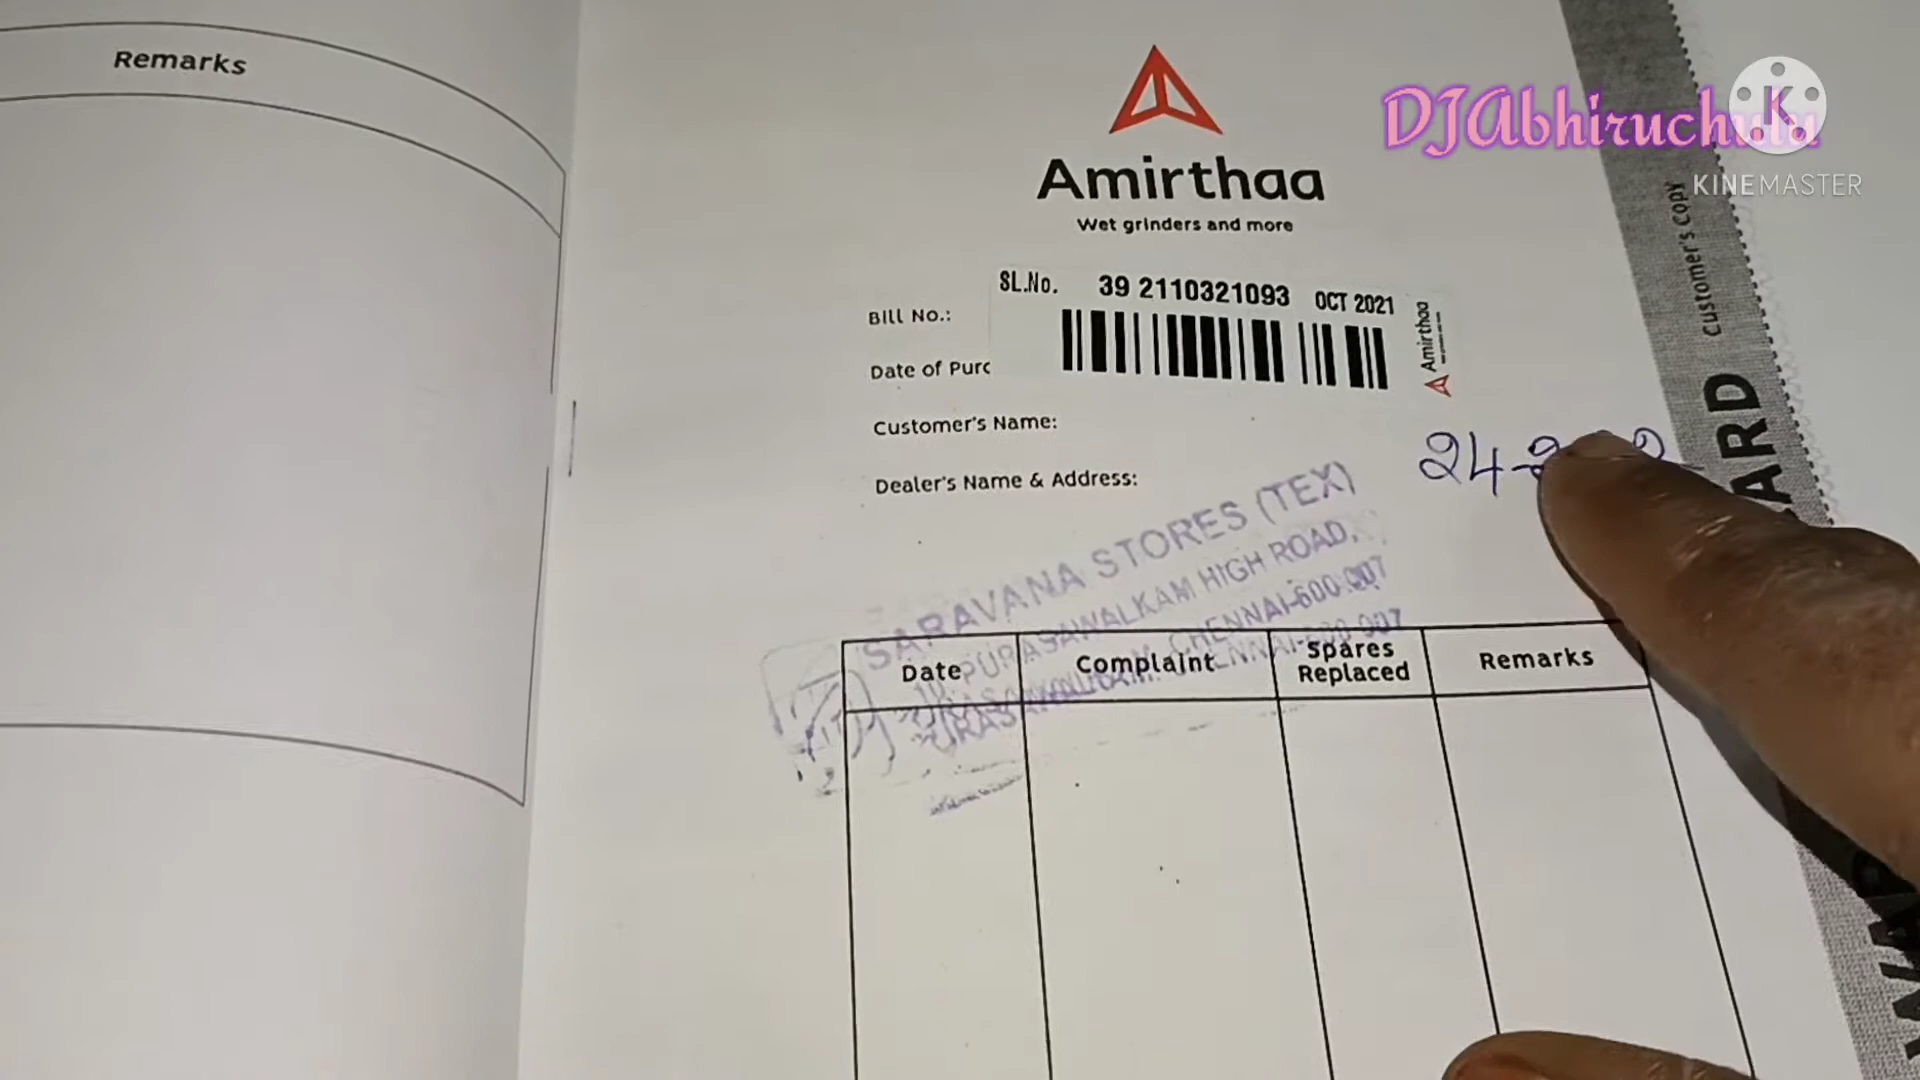 Remarks
DJAbhiruchulu
K
KINEMASTER
Amirthaa
Wet grinders and more
SL.No. 39 2110321093 OCT 2021
Bill No.:
Amirthaa
Date of Purc
Customer's Name:
24-2
Dealer's Name & Address:
SARAVANA STORES (TEX)
PURASAWALKAM HIGH ROAD,
CHENNAI-600 007
Date Complaint Spares Replaced Remarks
Customer's Copy
ARD